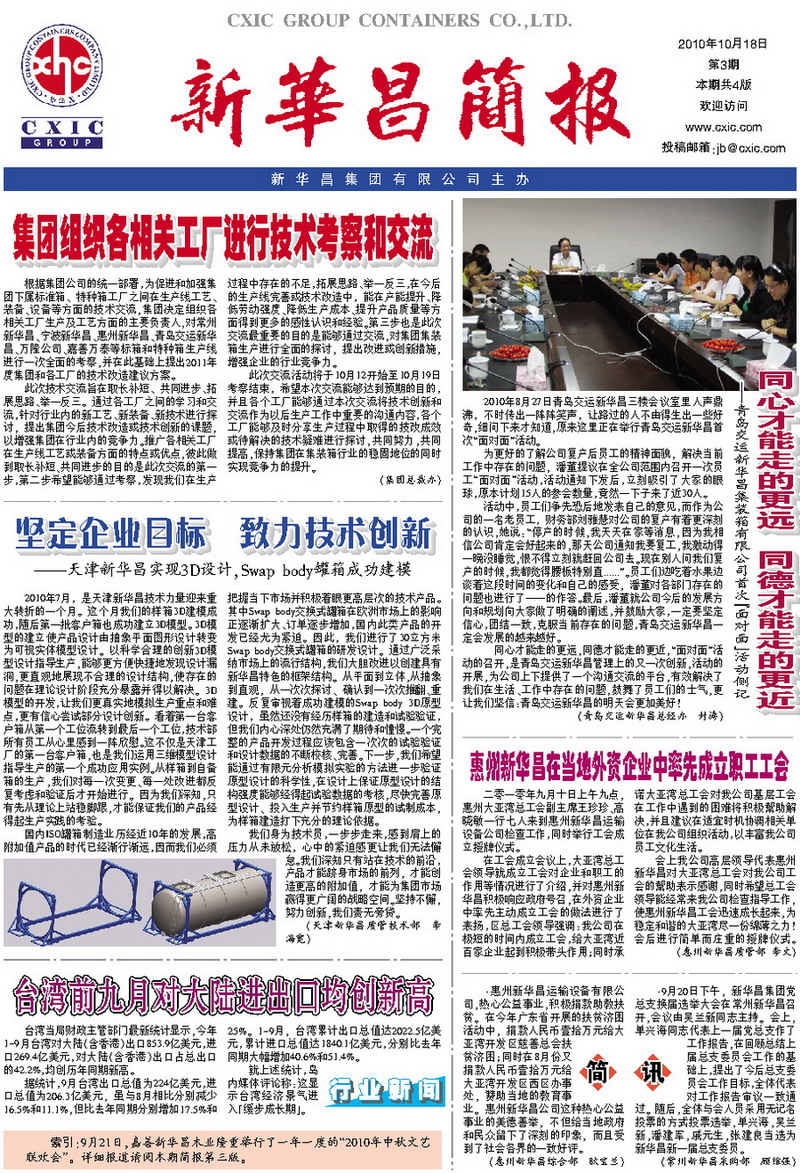 CXIC GROUP CONTAINERS CO.,LTD.
CXIC GROUP CONTAINERS COMPANY LIMITED
xhc
CXIC
GROUP
新華昌簡报
2010年10月18日
第3期
本期共4版
欢迎访问
www.cxic.com
投稿邮箱:jb@cxic.com
新华昌集团有限公司主办
集团组织各相关工厂进行技术考察和交流
根据集团公司的统一部署,为促进和加强集
团下属标准箱、特种箱工厂之间在生产线工艺、
装备、设备等方面的技术交流,集团决定组织各
相关工厂生产及工艺方面的主要负责人,对常州
新华昌、宁波新华昌、惠州新华昌、青岛交运新华
昌、万隆公司、嘉善万泰等标箱和特种箱生产线
进行一次全面的考察,并在此基础上提出2011年
度集团和各工厂的技术改造建议方案。
此次技术交流旨在取长补短、共同进步、拓
展思路、举一反三。通过各工厂之间的学习和交
流,针对行业内的新工艺、新装备、新技术进行探
讨，提出集团今后技术改造或技术创新的课题,
以增强集团在行业内的竞争力。推广各相关工厂
在生产线工艺或装备方面的特点或优点,彼此做
到取长补短、共同进步的目的是此次交流的第一
步,第二步希望能够通过考察,发现我们在生产
过程中存在的不足,拓展思路、举一反三,在今后
的生产线完善或技术改造中，能在产能提升、降
低劳动强度、降低生产成本、提升产品质量等方
面得到更多的感性认识和经验。第三步也是此次
交流最重要的目的是能够通过交流,对集团集装
箱生产进行全面的探讨，提出改进或创新措施,
增强企业的行业竞争力。
此次交流活动将于10月12开始至10月19日
考察结束，希望本次交流能够达到预期的目的,
并且各个工厂能够通过本次交流将技术创新和
交流作为以后生产工作中重要的沟通内容,各个
工厂能够及时分享生产过程中取得的技改成效
或待解决的技术疑难进行探讨,共同努力,共同
提高,保持集团在集装箱行业的稳固地位的同时
实现竞争力的提升。
(集团总裁办)
坚定企业目标 致力技术创新
——天津新华昌实现3D设计,Swap body罐箱成功建模
2010年7月，是天津新华昌技术力量迎来重
大转折的一个月。这个月我们的样箱3D建模成
功,随后第一批客户箱也成功建立3D模型。3D模
型的建立使产品设计由抽象平面图形设计转变
为可视实体模型设计。以科学合理的创新3D模
型设计指导生产,能够更方便快捷地发现设计漏
洞,更直观地展现不合理的设计结构,使存在的
问题在理论设计阶段充分暴露并得以解决。3D
模型的开发,让我们更真实地模拟生产重点和难
点,更有信心尝试部分设计创新。看着第一台客
户箱从第一个工位流转到最后一个工位,技术部
所有员工从心里感到一阵欣慰。这不仅是天津工
厂的第一台客户箱,也是我们运用三维模型设计
指导生产的第一个成功应用实例。从样箱到自备
箱的生产,我们对每一次变更、每一处改进都反
复考虑和验证后才开始进行。因为我们深知,只
有先从理论上站稳脚跟,才能保证我们的产品经
得起生产实践的考验。
国内ISO罐箱制造业历经近10年的发展,高
附加值产品的时代已经渐行渐远,因而我们必须
把握当下市场并积极着眼更高层次的技术产品。
其中Swap body交换式罐箱在欧洲市场上的影响
正逐渐扩大、订单逐步增加,国内此类产品的开
发已经尤为紧迫。因此，我们进行了30立方米
Swap body交换式罐箱的研发设计。通过广泛采
纳市场上的流行结构,我们大胆改进以创建具有
新华昌特色的框架结构。从平面到立体,从抽象
到直观，从一次次探讨、确认到一次次推翻、重
建。反复审视着成功建模的Swap body 3D原型
设计，虽然还没有经历样箱的建造和试验验证,
但我们内心深处仍然充满了期待和憧憬。一个完
整的产品开发过程应该包含一次次的试验验证
和设计数据的不断校核、完善。下一步,我们希望
能通过有限元分析模拟实验的方法进一步验证
原型设计的科学性,在设计上保证原型设计的结
构强度能够经得起试验数据的考核,尽快完善原
型设计、投入生产并节约样箱原型的试制成本,
为样箱建造打下充分的理论依据。
我们身为技术员,一步步走来,感到肩上的
压力从未放松，心中的紧迫感更让我们无法懈
怠。我们深知只有站在技术的前沿，
产品才能跻身市场的前列，才能创
造更高的附加值，才能为集团市场
赢得更广阔的战略空间。坚持不懈，
努力创新,我们责无旁贷。
(天津新华昌质管技术部 李
海宽)
台湾前九月对大陆进出口均创新高
台湾当局财政主管部门最新统计显示,今年
1-9月台湾对大陆(含香港)出口853.9亿美元,进
口269.4亿美元,对大陆(含香港)出口占总出口
的42.2%,均创历年同期新高。
据统计,9月台湾出口总值为224亿美元,进
口总值为206.3亿美元，虽与8月相比分别减少
16.5%和11.1%,但比去年同期分别增加17.5%和
25%。1-9月，台湾累计出口总值达2022.5亿美
元,累计进口总值达1840.1亿美元,分别比去年
同期大幅增加40.6%和51.4%。
就上述统计,岛
内媒体评论称:这显
示台湾经济景气进
入「缓步成长期」。
行业新闻
索引:9月21日,嘉善新华昌木业隆重举行了一年一度的“2010年中秋文艺
联欢会”。详细报道请阅本期简报第三版。
同心才能走的更远 同德才能走的更近
——青岛交运新华昌集装箱有限公司首次“面对面”活动侧记
2010年8月27日青岛交运新华昌三楼会议室里人声鼎
沸，不时传出一阵阵笑声，让路过的人不由得生出一些好
奇,细问下来才知道,原来这里正在举行青岛交运新华昌首
次“面对面”活动。
为更好的了解公司复产后员工的精神面貌，解决当前
工作中存在的问题，潘董提议在全公司范围内召开一次员
工“面对面”活动,活动通知下发后,立刻吸引了大家的眼
球,原本计划15人的参会数量,竟然一下子来了近30人。
活动中,员工们争先恐后地发表自己的意见,而作为公
司的一名老员工，财务部刘雅慧对公司的复产有着更深刻
的认识,她说:“停产的时候,我天天在家等消息,因为我相
信公司肯定会好起来的,那天公司通知我要复工,我激动得
一晚没睡觉,恨不得立刻就赶回公司去。现在别人问我们复
产的时候,我都觉得腰板特别直……”。员工们边吃着水果边
谈着这段时间的变化和自己的感受，潘董对各部门存在的
问题也进行了一一的作答。最后,潘董就公司今后的发展方
向和规划向大家做了明确的阐述,并鼓励大家,一定要坚定
信心,团结一致,克服当前存在的问题,青岛交运新华昌一
定会发展的越来越好。
同心才能走的更远,同德才能走的更近,“面对面”活
动的召开,是青岛交运新华昌管理上的又一次创新,活动的
开展,为公司上下提供了一个沟通交流的平台,有效解决了
我们在生活、工作中存在的问题,鼓舞了员工们的士气,更
让我们坚信:青岛交运新华昌的明天会更加美好!
(青岛交运新华昌总经办 封涛)
惠州新华昌在当地外资企业中率先成立职工工会
二零一零年九月十日上午九点，
惠州大亚湾总工会副主席王珍珍、高
晓敏一行七人来到惠州新华昌运输
设备公司检查工作,同时举行工会成
立授牌仪式。
在工会成立会议上,大亚湾总工
会领导就成立工会对企业和职工的
作用等情况进行了介绍,并对惠州新
华昌积极响应政府号召，在外资企业
中率先主动成立工会的做法进行了
表扬,区总工会领导强调:我公司在
极短的时间内成立工会,给大亚湾近
百家企业起到积极带头作用;同时承
诺大亚湾总工会对我公司基层工会
在工作中遇到的困难将积极帮助解
决,并且建议在适宜时机协调相关单
位在我公司组织活动,以丰富我公司
员工文化生活。
会上我公司高层领导代表惠州
新华昌对大亚湾总工会对我公司工
会的帮助表示感谢,同时希望总工会
领导能经常来我公司检查指导工作,
使惠州新华昌工会迅速成长起来,为
稳定和谐的大亚湾尽一份绵薄之力!
会后进行简单而庄重的授牌仪式。
(惠州新华昌质管部 李文)
·惠州新华昌运输设备有限公
司,热心公益事业,积极捐款助教扶
贫。在今年广东省开展的扶贫济困
活动中，捐款人民币壹拾万元给大
亚湾开发区慈善总会扶
贫济困;同时在8月份又
捐款人民币壹拾万元给
大亚湾开发区西区办事
处，赞助当地的教育事
业。惠州新华昌公司这种热心公益
事业的美德善举，不但给当地政府
和民众留下了深刻的印象，而且受
到了社会各界的一致好评。
(惠州新华昌综合部 欧宝兰)
简讯
·9月20日下午，新华昌集团党
总支换届选举大会在常州新华昌召
开,会议由吴兰新同志主持。会上,
单兴海同志代表上一届党总支作了
工作报告,在回顾总结上
届总支委员会工作的基
础上,提出了今后总支委
员会工作目标,全体代表
对工作报告审议一致通
过。随后,全体与会人员采用无记名
投票的方式投票选举,单兴海,吴兰
新,潘建军,戚元生,张建良当选为
新华昌新一届总支委员。
(常州新华昌采购部 顾锦强)